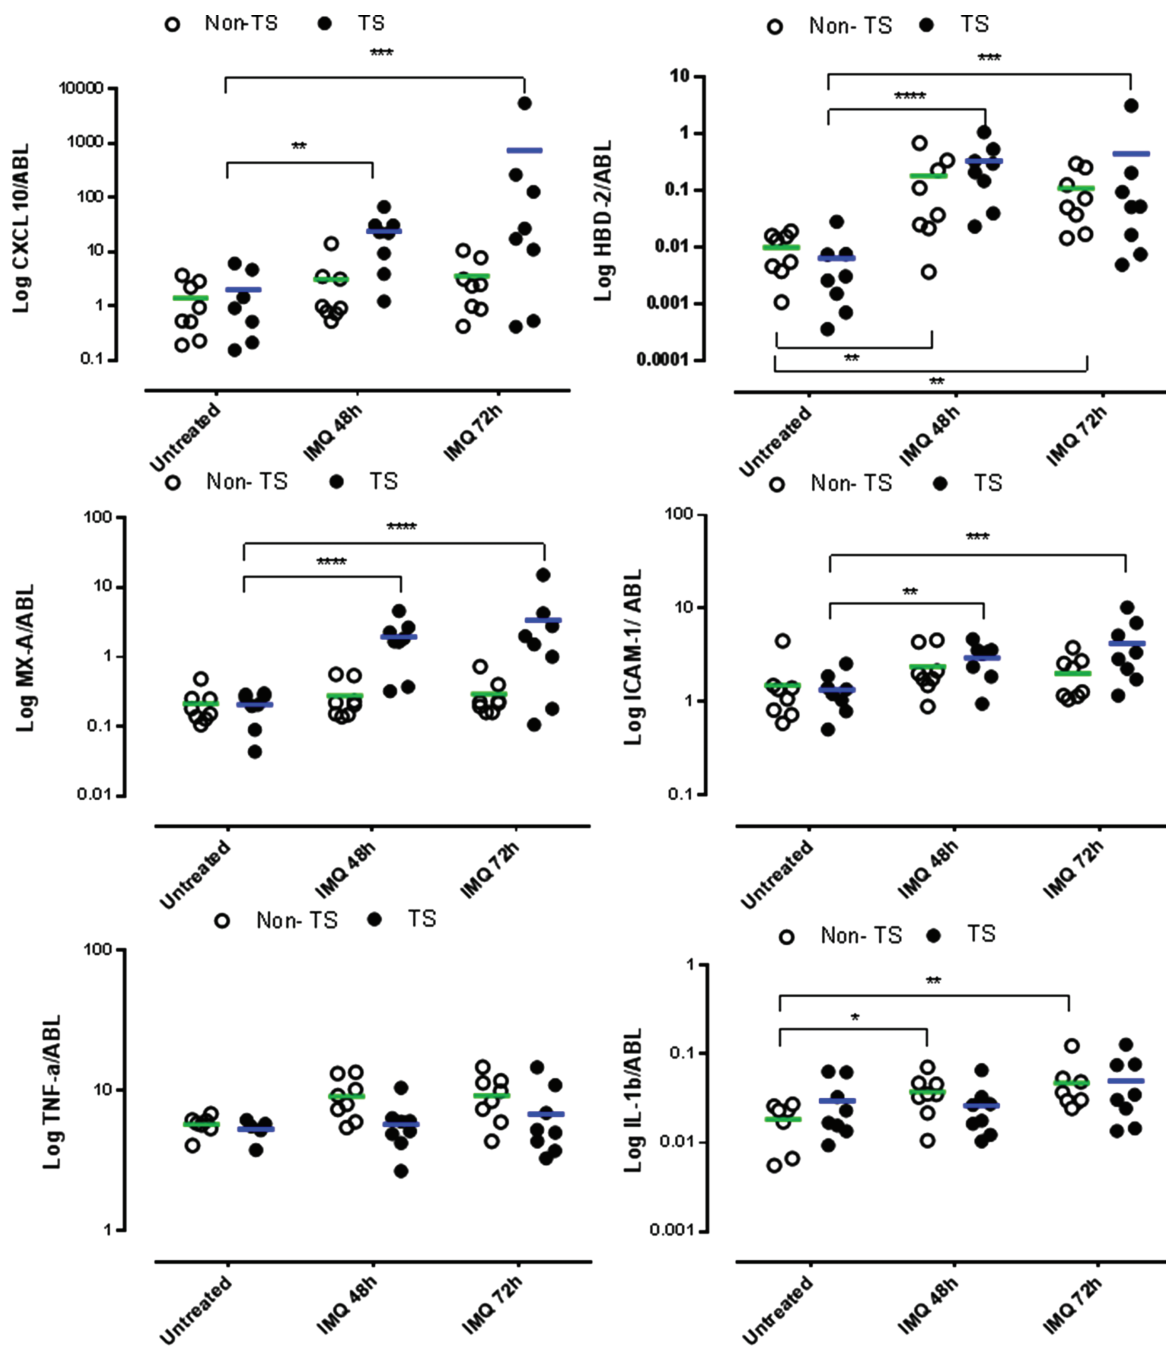 Non-TS TS
***
**
Log CXCL10/ABL
10000
1000
100
10
1
0.1
Untreated
IMQ 48h
IMQ 72h
Non- TS TS
***
****
Log HBD-2/ABL
10
1
0.1
0.01
0.001
0.0001
**
**
Untreated
IMQ 48h
IMQ 72h
Non- TS TS
****
****
Log MX-A/ABL
100
10
1
0.1
0.01
Untreated
IMQ 48h
IMQ 72h
Non- TS TS
***
**
Log ICAM-1/ ABL
100
10
1
0.1
Untreated
IMQ 48h
IMQ 72h
Non- TS TS
Log TNF-a/ABL
100
10
1
Untreated
IMQ 48h
IMQ 72h
Non- TS TS
**
*
Log IL-1b/ABL
1
0.1
0.01
0.001
Untreated
IMQ 48h
IMQ 72h